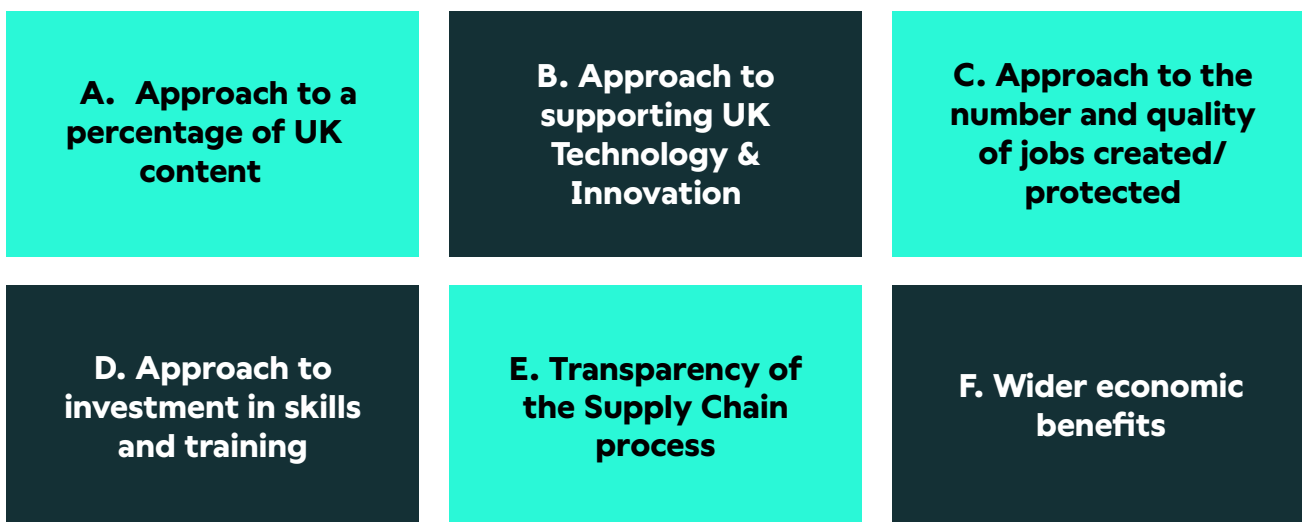 A. Approach to a
percentage of UK
content
B. Approach to
supporting UK
Technology &
Innovation
C. Approach to the
number and quality
of jobs created/
protected
D. Approach to
investment in skills
and training
E. Transparency of
the Supply Chain
process
F. Wider economic
benefits